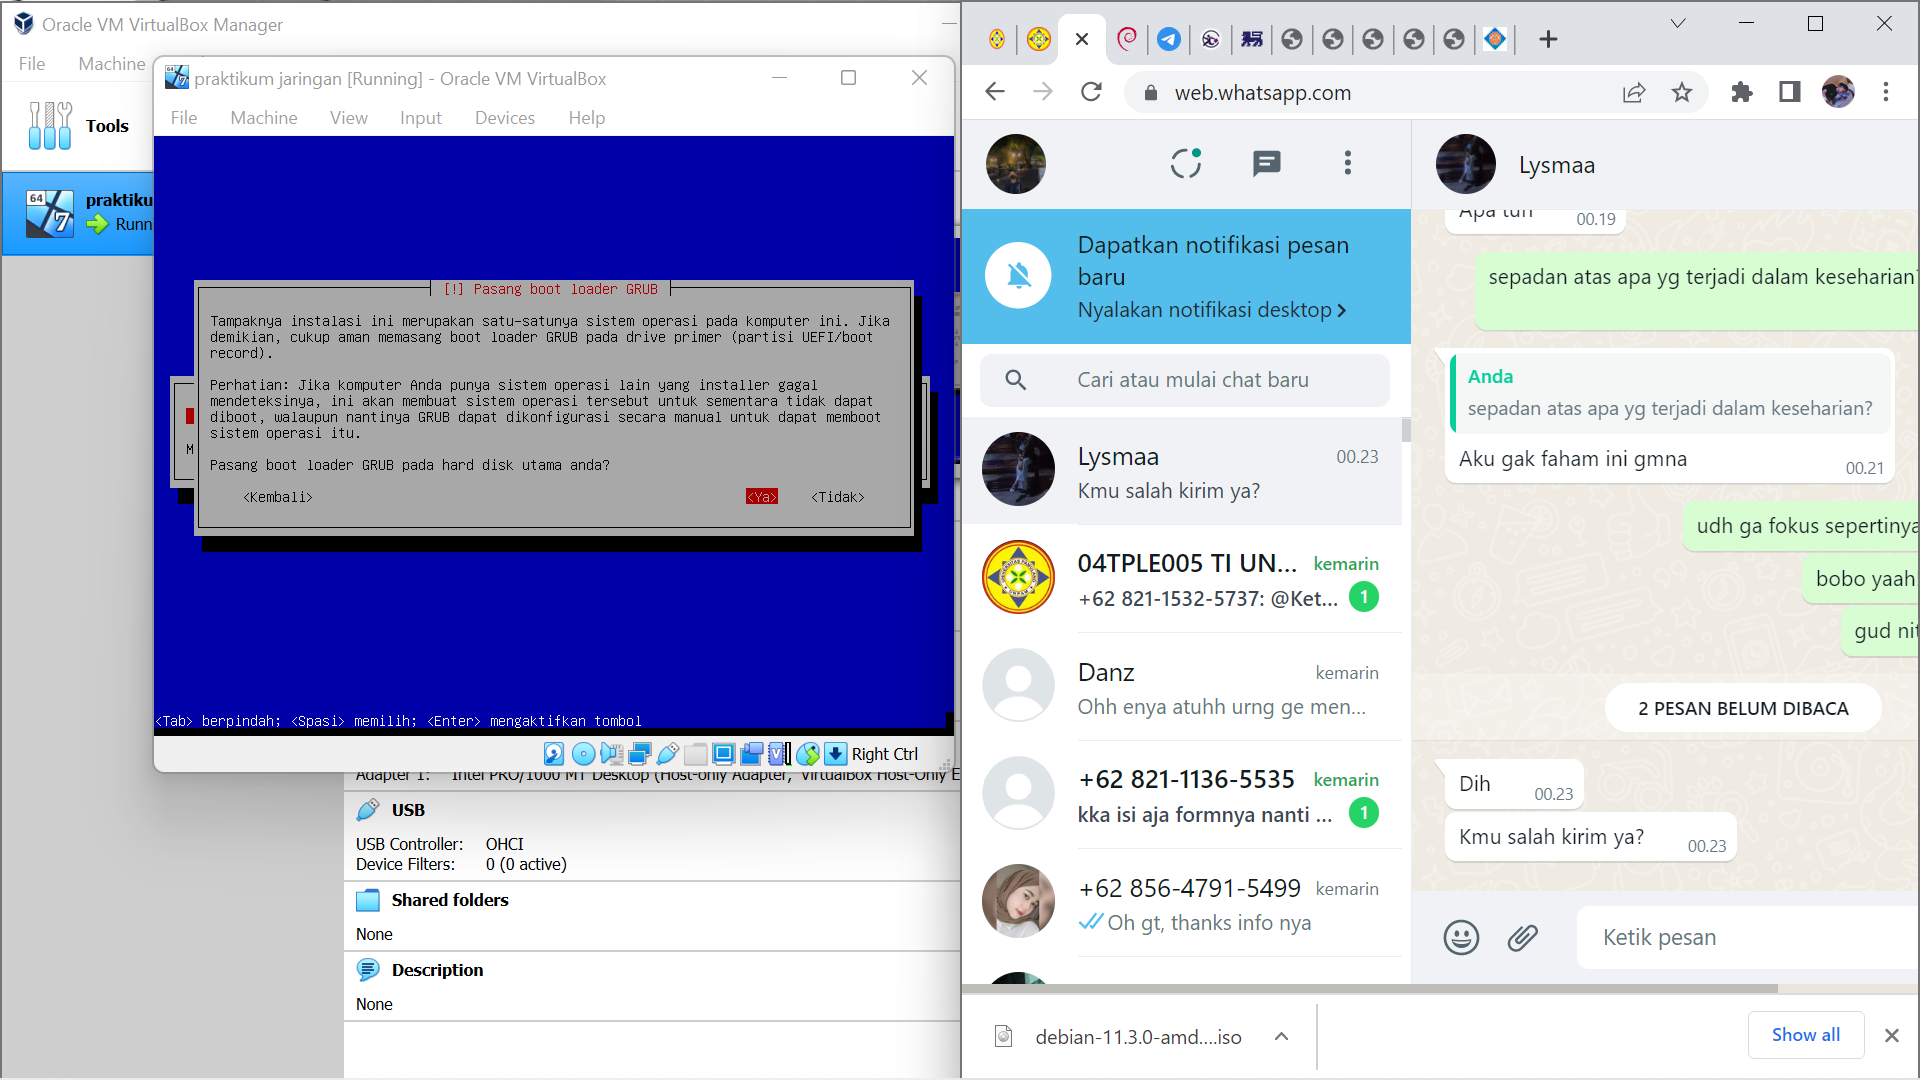 Oracle VM VirtualBox Manager
File
Machine
Tools
praktiku
Runn
praktikum jaringan [Running] - Oracle VM VirtualBox
File
Machine
View
Input
Devices
Help
[!] Pasang boot loader GRUB
Tampaknya instalasi ini merupakan satu-satunya sistem operasi pada komputer ini. Jika
demikian, cukup aman memasang boot loader GRUB pada drive primer (partisi UEFI/boot
record).
Perhatian: Jika komputer Anda punya sistem operasi lain yang installer gagal
mendeteksinya, ini akan membuat sistem operasi tersebut untuk sementara tidak dapat
diboot, walaupun nantinya GRUB dapat dikonfigurasi secara manual untuk dapat memboot
sistem operasi itu.
M
Pasang boot loader GRUB pada hard disk utama anda?
<Kembali>
<Ya>
<Tidak>
<Tab> berpindah; <Spasi> memilih; <Enter> mengaktifkan tombol
Right Ctrl
Adapter 1: Intel PRO/1000 MT Desktop (Host-only Adapter, 'VirtualBox Host-Only E
USB
USB Controller: OHCI
Device Filters: 0 (0 active)
Shared folders
None
Description
None
web.whatsapp.com
Dapatkan notifikasi pesan
baru
Nyalakan notifikasi desktop
Cari atau mulai chat baru
Lysmaa
00.23
Kmu salah kirim ya?
04TPLE005 TI UN...
kemarin
+62 821-1532-5737: @Ket...
1
Danz
kemarin
Ohh enya atuhh urng ge men...
+62 821-1136-5535
kemarin
kka isi aja formnya nanti ...
1
+62 856-4791-5499
kemarin
Oh gt, thanks info nya
Lysmaa
Apa tuh
00.19
sepadan atas apa yg terjadi dalam keseharian?
Anda
sepadan atas apa yg terjadi dalam keseharian?
Aku gak faham ini gmna
00.21
udh ga fokus sepertinya
bobo yaah
gud nit
2 PESAN BELUM DIBACA
Dih
00.23
Kmu salah kirim ya?
00.23
Ketik pesan
debian-11.3.0-amd....iso
Show all